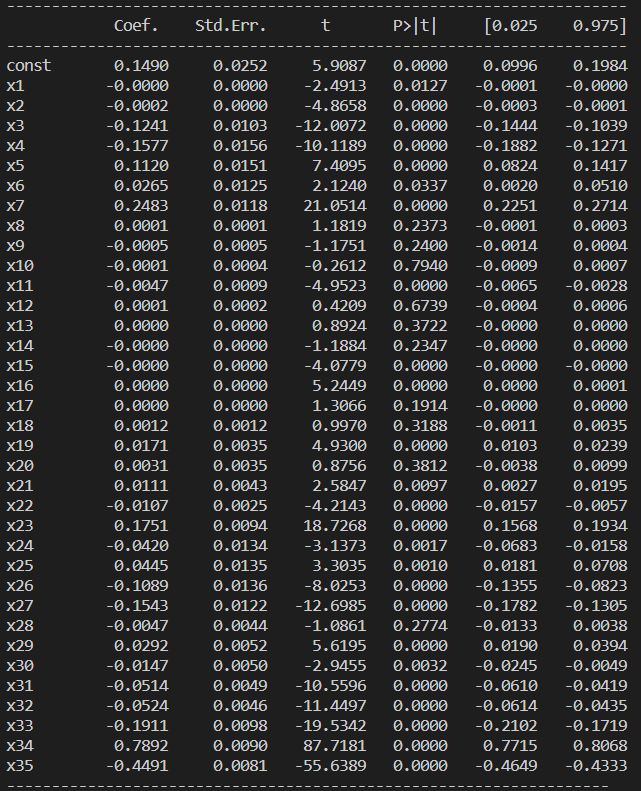 Coef. Std.Err. t P>|t| [0.025 0.975]
const 0.1490 0.0252 5.9087 0.0000 0.0996 0.1984
x1 -0.0000 0.0000 -2.4913 0.0127 -0.0001 -0.0000
x2 -0.0002 0.0000 -4.8658 0.0000 -0.0003 -0.0001
x3 -0.1241 0.0103 -12.0072 0.0000 -0.1444 -0.1039
x4 -0.1577 0.0156 -10.1189 0.0000 -0.1882 -0.1271
x5 0.1120 0.0151 7.4095 0.0000 0.0824 0.1417
x6 0.0265 0.0125 2.1240 0.0337 0.0020 0.0510
x7 0.2483 0.0118 21.0514 0.0000 0.2251 0.2714
x8 0.0001 0.0001 1.1819 0.2373 -0.0001 0.0003
x9 -0.0005 0.0005 -1.1751 0.2400 -0.0014 0.0004
x10 -0.0001 0.0004 -0.2612 0.7940 -0.0009 0.0007
x11 -0.0047 0.0009 -4.9523 0.0000 -0.0065 -0.0028
x12 0.0001 0.0002 0.4209 0.6739 -0.0004 0.0006
x13 0.0000 0.0000 0.8924 0.3722 -0.0000 0.0000
x14 -0.0000 0.0000 -1.1884 0.2347 -0.0000 0.0000
x15 -0.0000 0.0000 -4.0779 0.0000 -0.0000 -0.0000
x16 0.0000 0.0000 5.2449 0.0000 0.0000 0.0001
x17 0.0000 0.0000 1.3066 0.1914 -0.0000 0.0000
x18 0.0012 0.0012 0.9970 0.3188 -0.0011 0.0035
x19 0.0171 0.0035 4.9300 0.0000 0.0103 0.0239
x20 0.0031 0.0035 0.8756 0.3812 -0.0038 0.0099
x21 0.0111 0.0043 2.5847 0.0097 0.0027 0.0195
x22 -0.0107 0.0025 -4.2143 0.0000 -0.0157 -0.0057
x23 0.1751 0.0094 18.7268 0.0000 0.1568 0.1934
x24 -0.0420 0.0134 -3.1373 0.0017 -0.0683 -0.0158
x25 0.0445 0.0135 3.3035 0.0010 0.0181 0.0708
x26 -0.1089 0.0136 -8.0253 0.0000 -0.1355 -0.0823
x27 -0.1543 0.0122 -12.6985 0.0000 -0.1782 -0.1305
x28 -0.0047 0.0044 -1.0861 0.2774 -0.0133 0.0038
x29 0.0292 0.0052 5.6195 0.0000 0.0190 0.0394
x30 -0.0147 0.0050 -2.9455 0.0032 -0.0245 -0.0049
x31 -0.0514 0.0049 -10.5596 0.0000 -0.0610 -0.0419
x32 -0.0524 0.0046 -11.4497 0.0000 -0.0614 -0.0435
x33 -0.1911 0.0098 -19.5342 0.0000 -0.2102 -0.1719
x34 0.7892 0.0090 87.7181 0.0000 0.7715 0.8068
x35 -0.4491 0.0081 -55.6389 0.0000 -0.4649 -0.4333